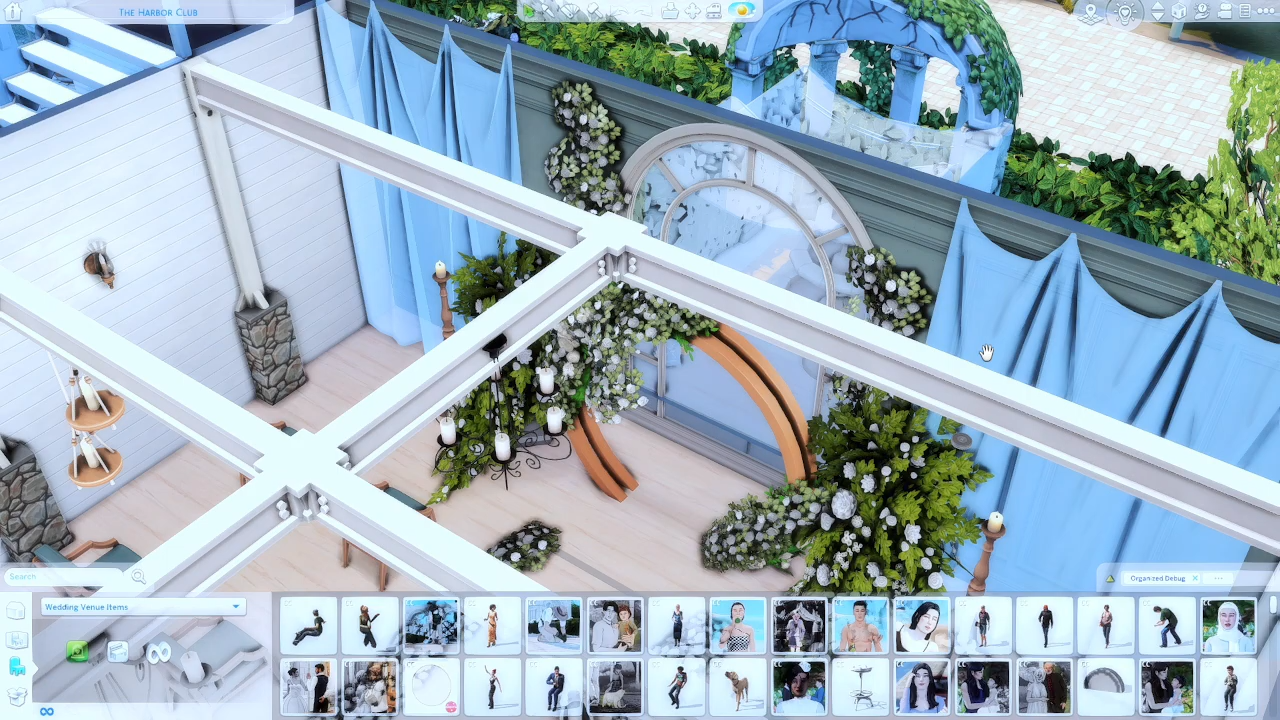 The Harbor Club
Organized Debug
Search
Wedding Venue Items